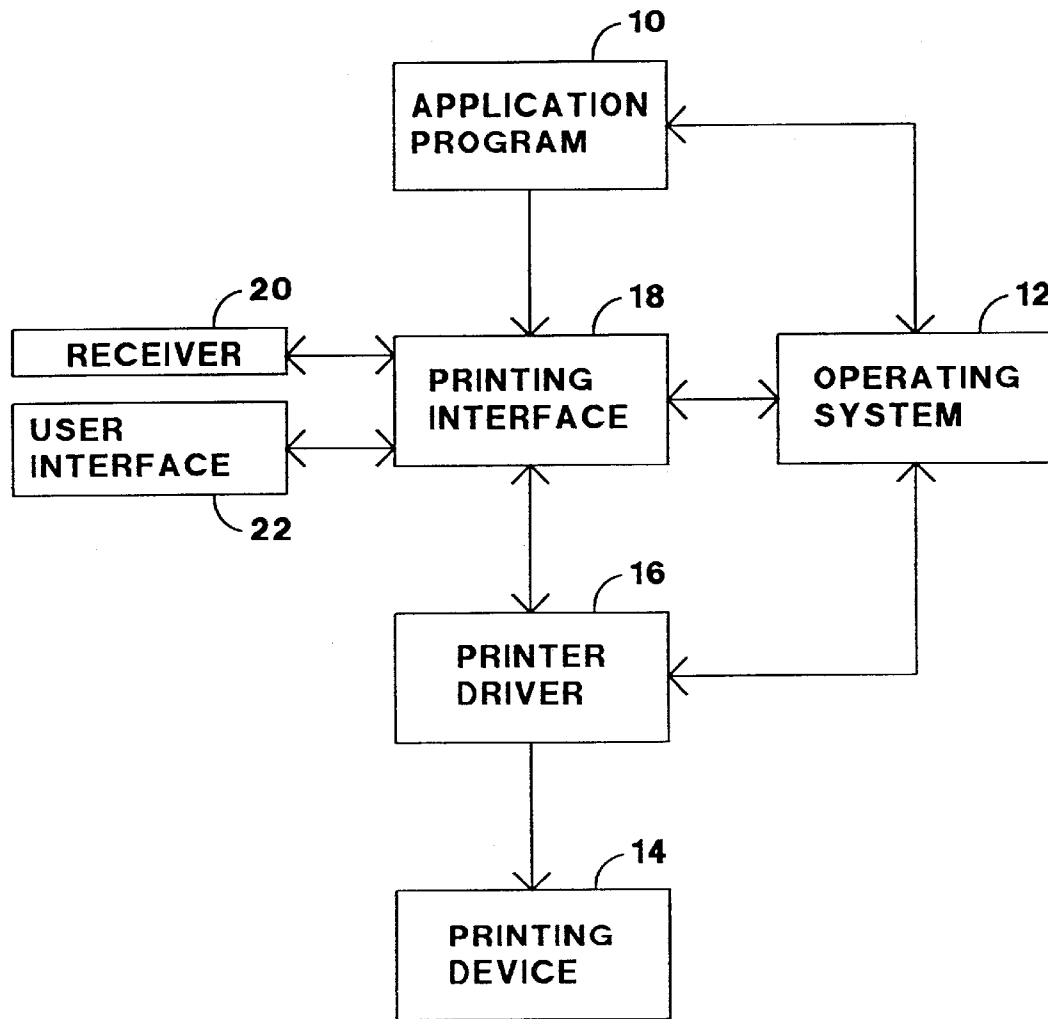 10
APPLICATION
PROGRAM
20
18
12
RECEIVER
PRINTING
INTERFACE
OPERATING
SYSTEM
USER
INTERFACE
22
16
PRINTER
DRIVER
14
PRINTING
DEVICE